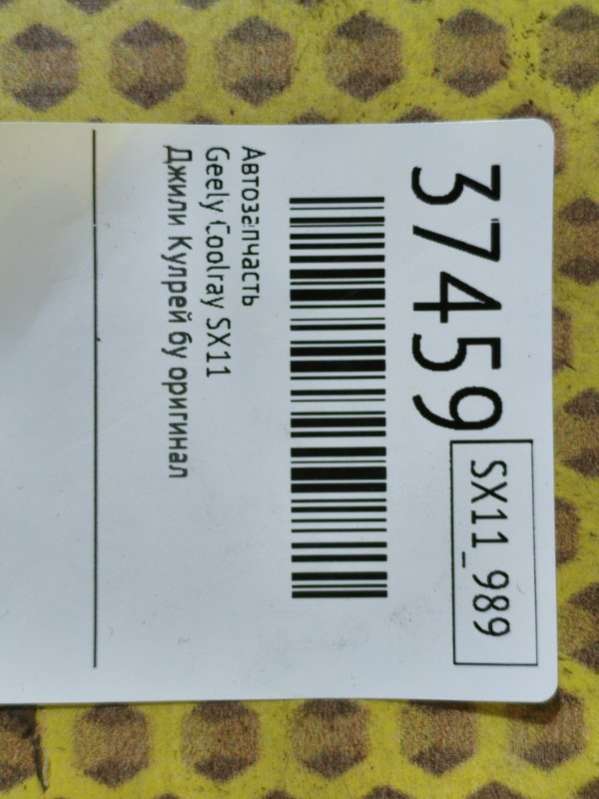 37459
SX11_989
Автозапчасть
Geely Coolray SX11
Джили Кулрей бу оригинал